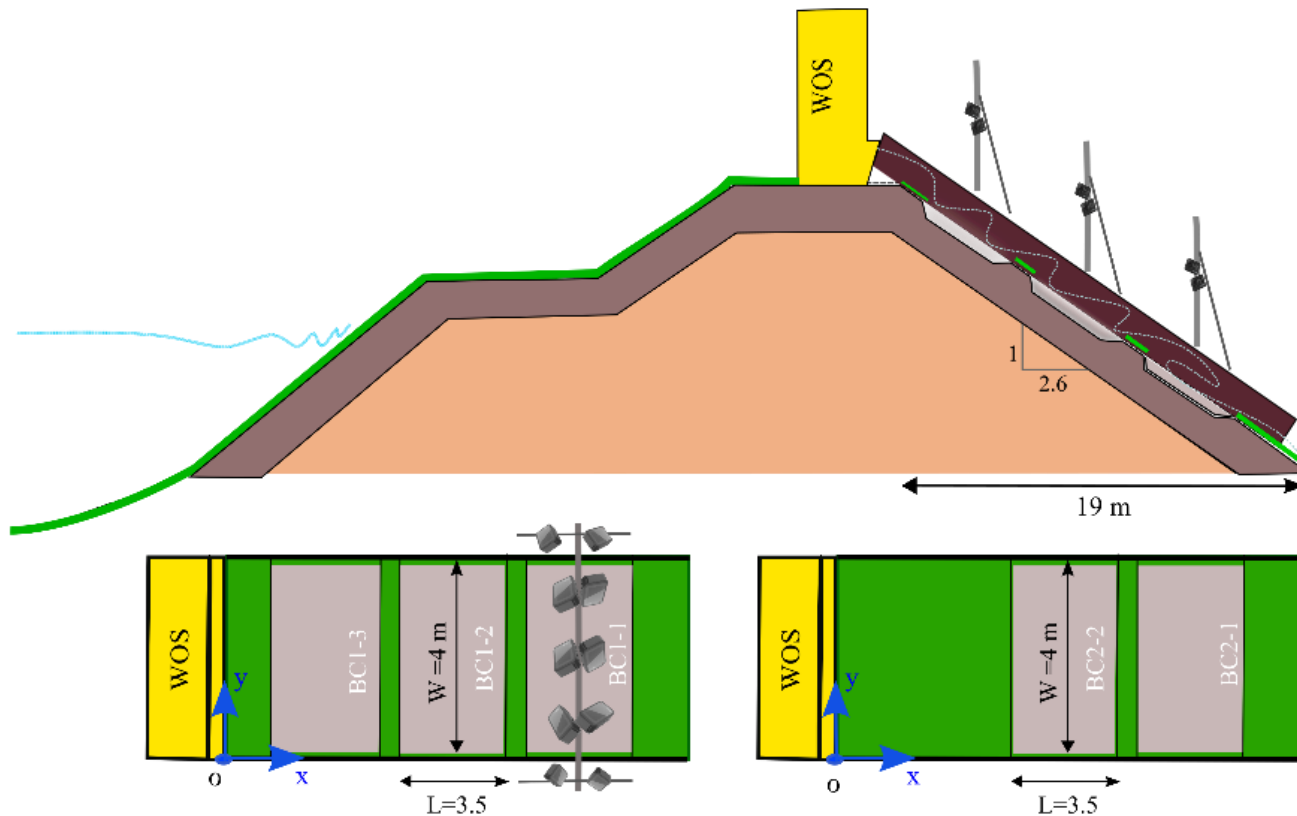 WOS
1
2.6
19 m
WOS
BC1-3
W =4 m
BC1-2
BC1-1
y
o
x
L=3.5
WOS
W =4 m
BC2-2
BC2-1
y
o
x
L=3.5